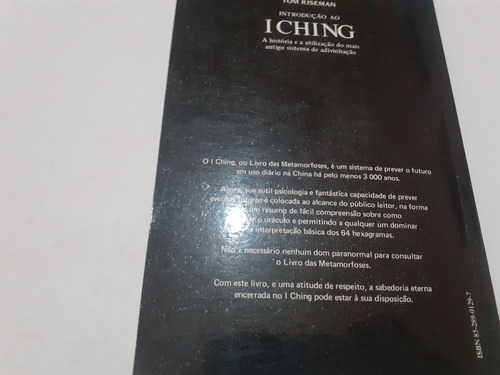 TOM RISEMAN
INTRODUÇÃO AO
I CHING
A história e a utilização do mais
antigo sistema de adivinhação
O I Ching, ou Livro das Metamorfoses, é um sistema de prever o futuro
em uso diário na China há pelo menos 3 000 anos.
Agora, sua sutil psicologia e fantástica capacidade de prever
eventos futuros é colocada ao alcance do público leitor, na forma
um resumo de fácil compreensão sobre como
o oráculo e permitindo a qualquer um dominar
a interpretação básica dos 64 hexagramas.
Não é necessário nenhum dom paranormal para consultar
o Livro das Metamorfoses.
Com este livro, e uma atitude de respeito, a sabedoria eterna
encerrada no I Ching pode estar à sua disposição.
ISBN 85-289-0129-7